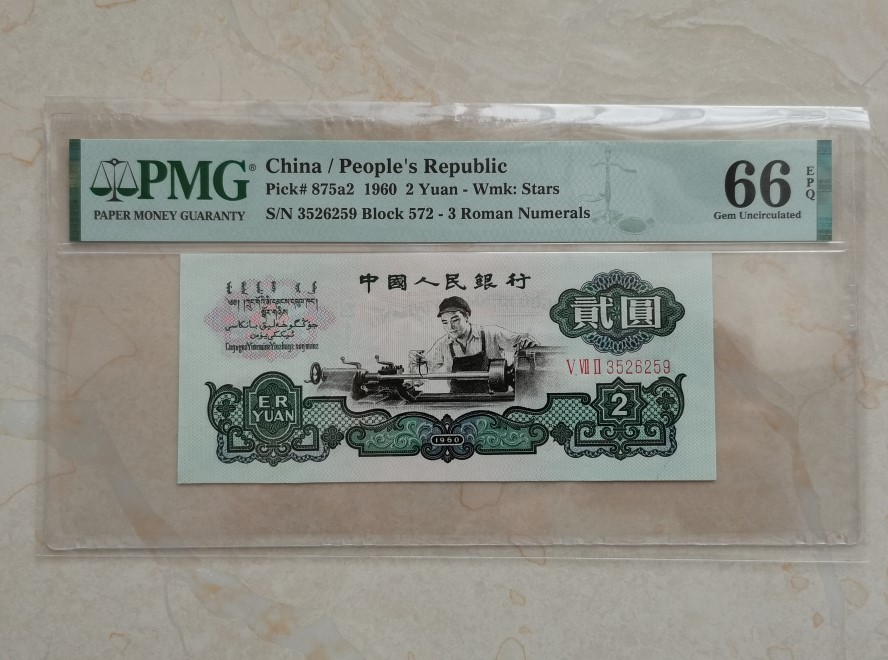 PMG®
PAPER MONEY GUARANTY
China / People's Republic
Pick# 875a2 1960 2 Yuan - Wmk: Stars
S/N 3526259 Block 572 - 3 Roman Numerals
66
EPQ
Gem Uncirculated
中國人民銀行
貳圓
V VII II 3526259
ER
YUAN
2
1960